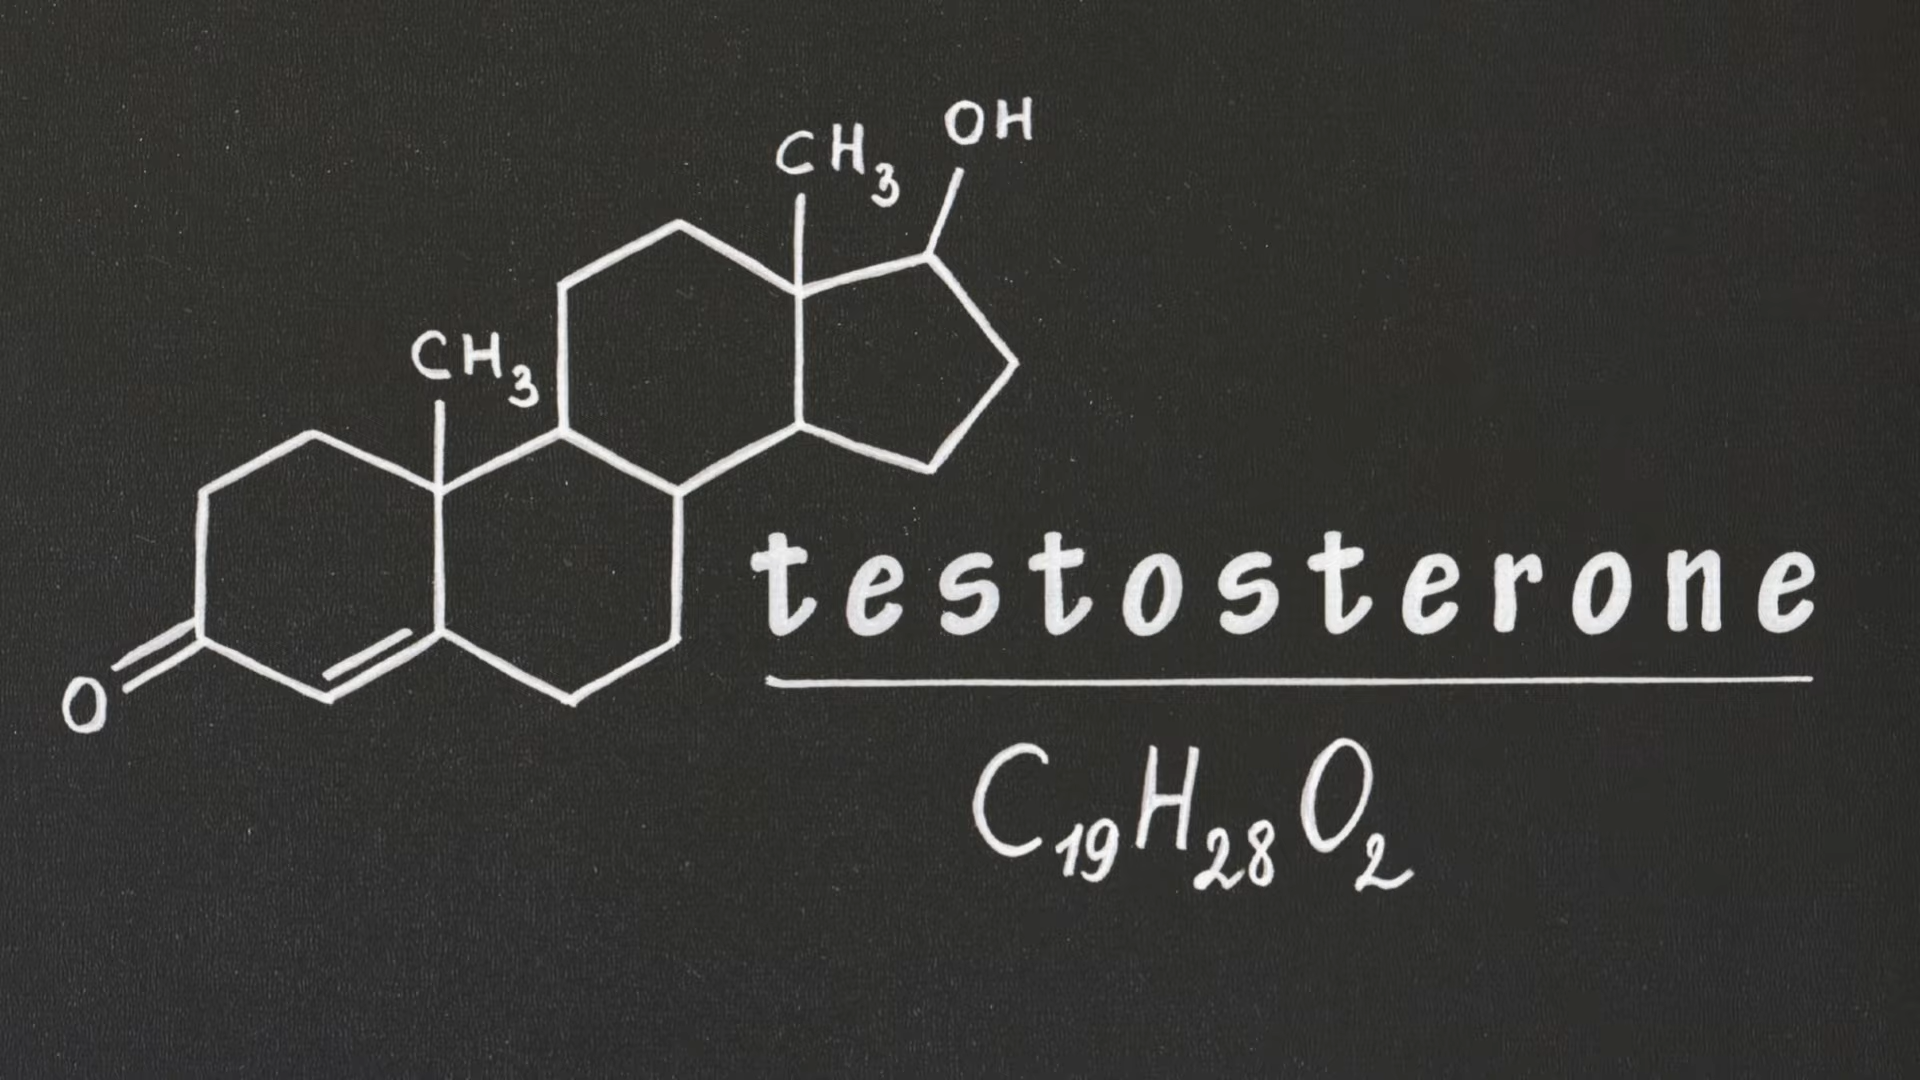 OH
CH₃
CH₃
O
testosterone
C₁₉H₂₈O₂